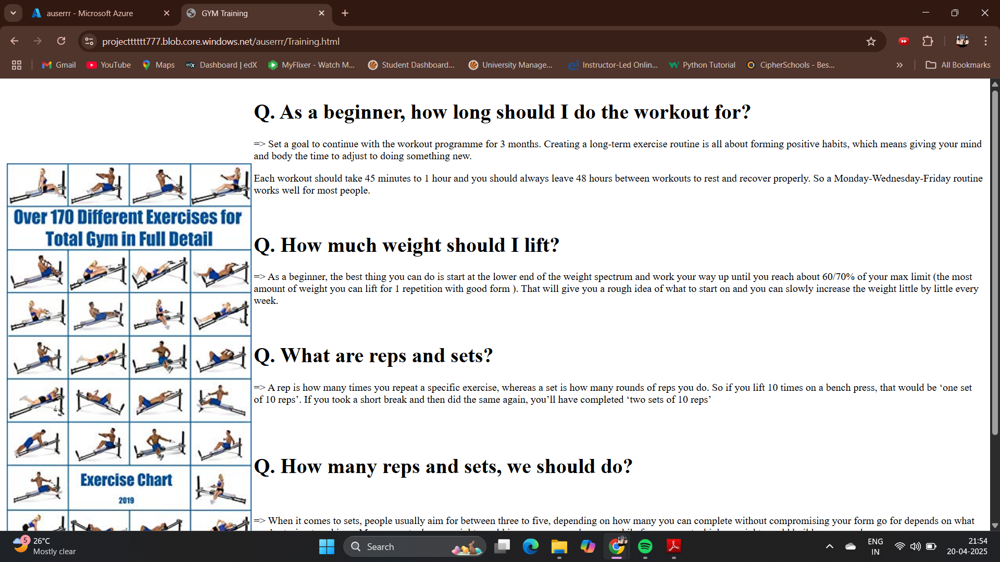 auserrr - Microsoft Azure
GYM Training
projectttttt777.blob.core.windows.net/auserrr/Training.html
Gmail
YouTube
Maps
edX
Dashboard | edX
MyFlixer - Watch M...
Student Dashboard...
University Manage...
Instructor-Led Onlin...
Python Tutorial
CipherSchools - Bes...
All Bookmarks
Q. As a beginner, how long should I do the workout for?
=> Set a goal to continue with the workout programme for 3 months. Creating a long-term exercise routine is all about forming positive habits, which means giving your mind
and body the time to adjust to doing something new.
Each workout should take 45 minutes to 1 hour and you should always leave 48 hours between workouts to rest and recover properly. So a Monday-Wednesday-Friday routine
works well for most people.
Over 170 Different Exercises for
Total Gym in Full Detail
Q. How much weight should I lift?
=> As a beginner, the best thing you can do is start at the lower end of the weight spectrum and work your way up until you reach about 60/70% of your max limit (the most
amount of weight you can lift for 1 repetition with good form ). That will give you a rough idea of what to start on and you can slowly increase the weight little by little every
week.
Q. What are reps and sets?
=> A rep is how many times you repeat a specific exercise, whereas a set is how many rounds of reps you do. So if you lift 10 times on a bench press, that would be ‘one set
of 10 reps’. If you took a short break and then did the same again, you’ll have completed ‘two sets of 10 reps’
Q. How many reps and sets, we should do?
Exercise Chart
2019
=> When it comes to sets, people usually aim for between three to five, depending on how many you can complete without compromising your form go for depends on what
5
26°C
Mostly clear
Search
ENG
IN
21:54
20-04-2025